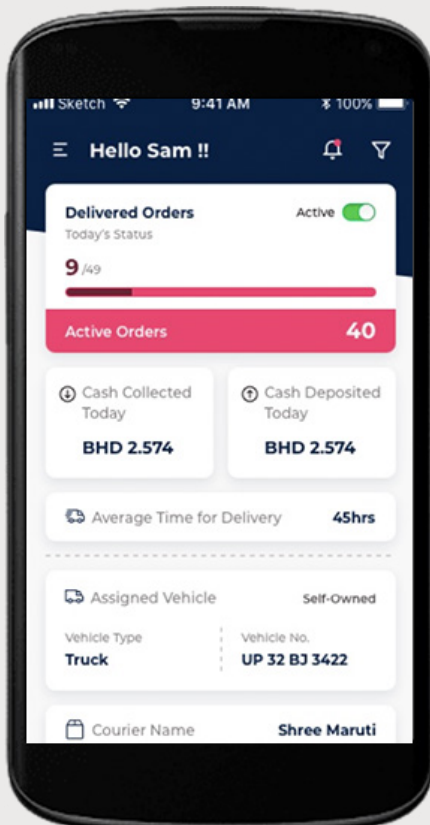 Sketch 9:41 AM 100%
Hello Sam !!
Delivered Orders Active
Today's Status
9 /49
Active Orders 40
Cash Collected Today
BHD 2.574
Cash Deposited Today
BHD 2.574
Average Time for Delivery 45hrs
Assigned Vehicle Self-Owned
Vehicle Type Vehicle No.
Truck UP 32 BJ 3422
Courier Name Shree Maruti